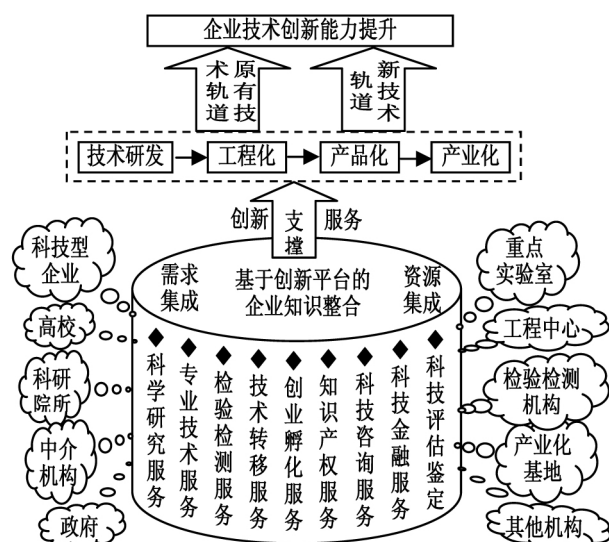 企业技术创新能力提升
原有技
术轨道
新技术
轨道
技术研发
工程化
产品化
产业化
创新
支撑
服务
科技型
企业
高校
科研
院所
中介
机构
政府
需求
集成
基于创新平台的
企业知识整合
资源
集成
科学研究服务
专业技术服务
检验检测服务
技术转移服务
创业孵化服务
知识产权服务
科技咨询服务
科技金融服务
科技评估鉴定
重点
实验室
工程中心
检验检测
机构
产业化
基地
其他机构